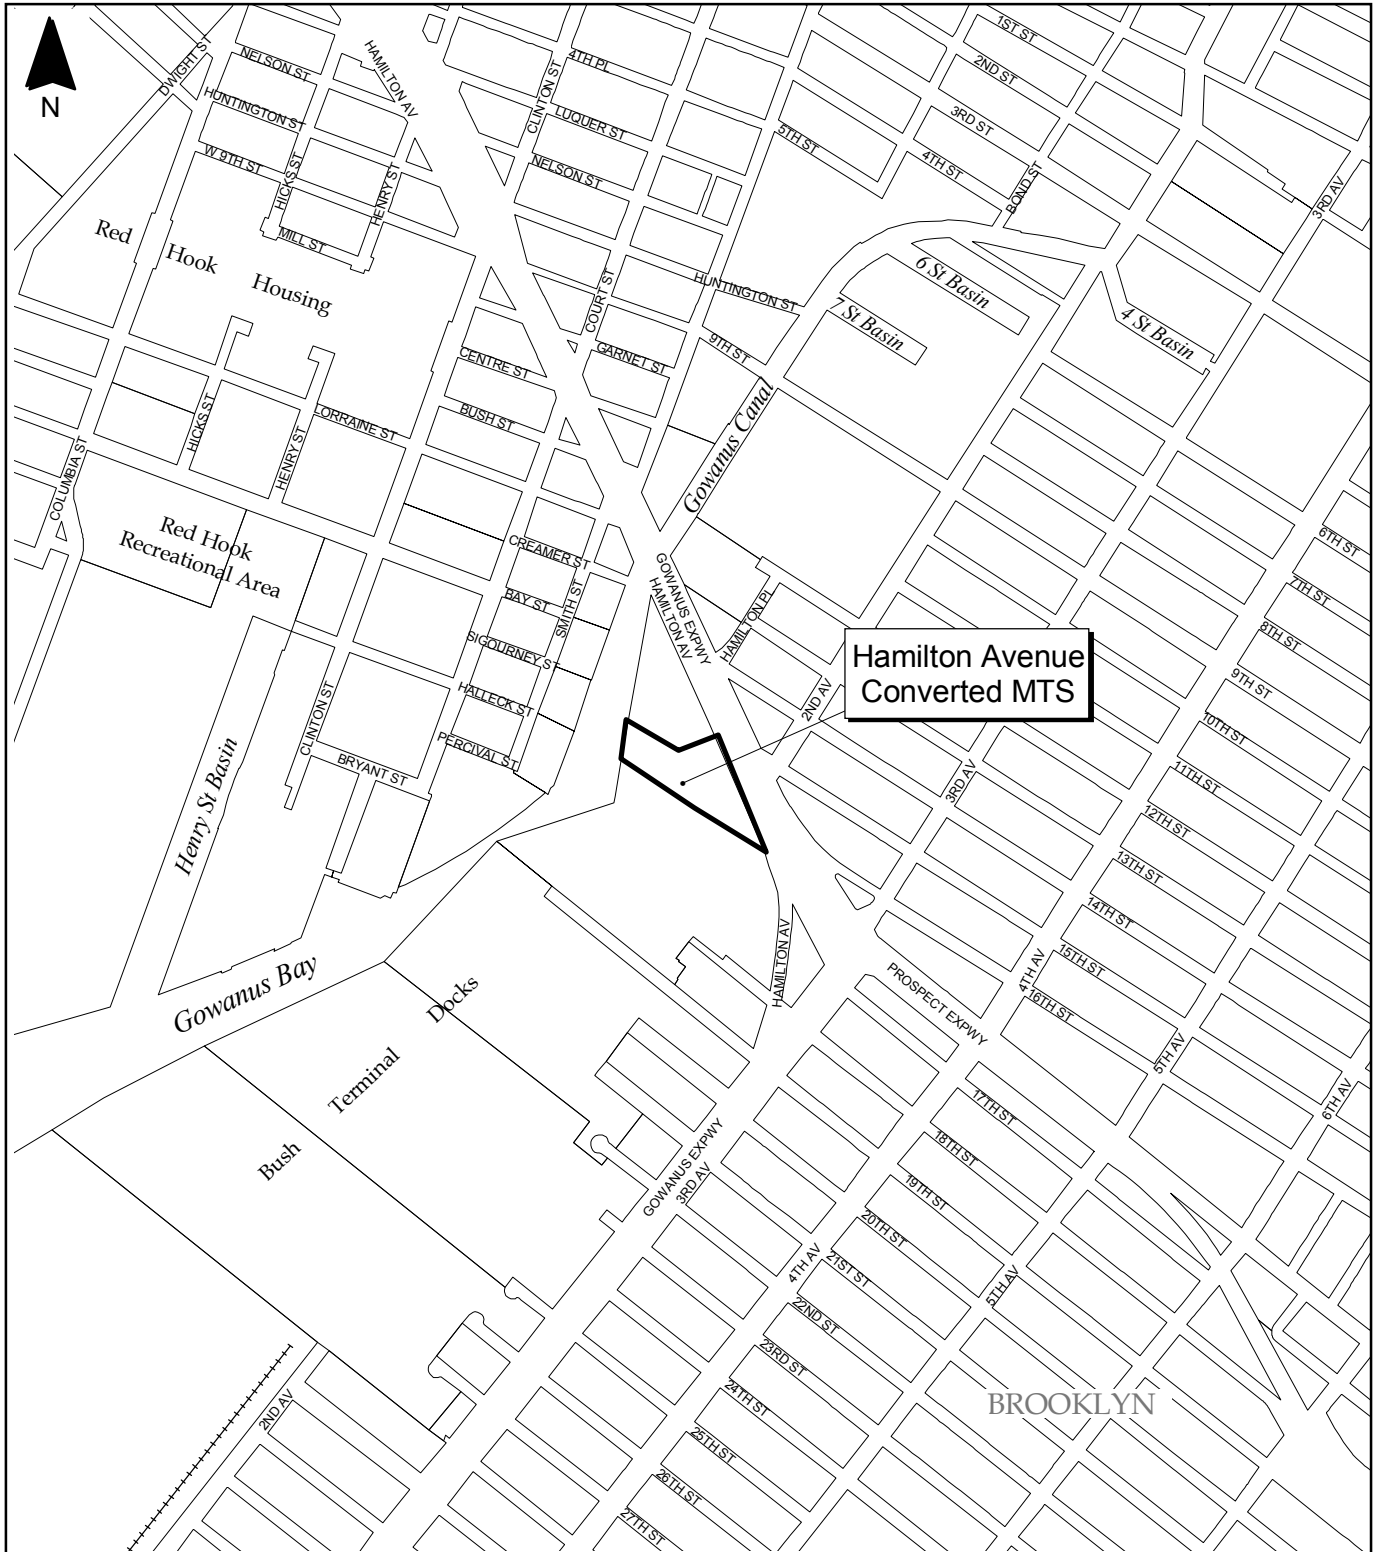 N
DWIGHT ST
NELSON ST
HUNTINGTON ST
W 9TH ST
HICKS ST
HENRY ST
MILL ST
HAMILTON AV
CLINTON ST
4TH PL
LUQUER ST
NELSON ST
5TH ST
1ST ST
2ND ST
3RD ST
4TH ST
BOND ST
3RD AV
Red
Hook
Housing
COURT ST
HUNTINGTON ST
6 St Basin
7 St Basin
4 St Basin
9TH ST
GARNET ST
CENTRE ST
BUSH ST
LORRAINE ST
HICKS ST
HENRY ST
COLUMBIA ST
Gowanus Canal
Red Hook
Recreational Area
CREAMER ST
BAY ST
SMITH ST
SIGOURNEY ST
HALLECK ST
PERCIVAL ST
CLINTON ST
BRYANT ST
Henry St Basin
GOWANUS EXPWY
HAMILTON AV
HAMILTON PL
2ND AV
Hamilton Avenue
Converted MTS
6TH ST
7TH ST
8TH ST
9TH ST
10TH ST
11TH ST
12TH ST
13TH ST
14TH ST
15TH ST
16TH ST
3RD AV
4TH AV
5TH AV
6TH AV
HAMILTON AV
PROSPECT EXPWY
Gowanus Bay
Docks
Terminal
Bush
GOWANUS EXPWY
3RD AV
17TH ST
18TH ST
19TH ST
20TH ST
21ST ST
22ND ST
23RD ST
24TH ST
25TH ST
26TH ST
27TH ST
4TH AV
5TH AV
2ND AV
BROOKLYN